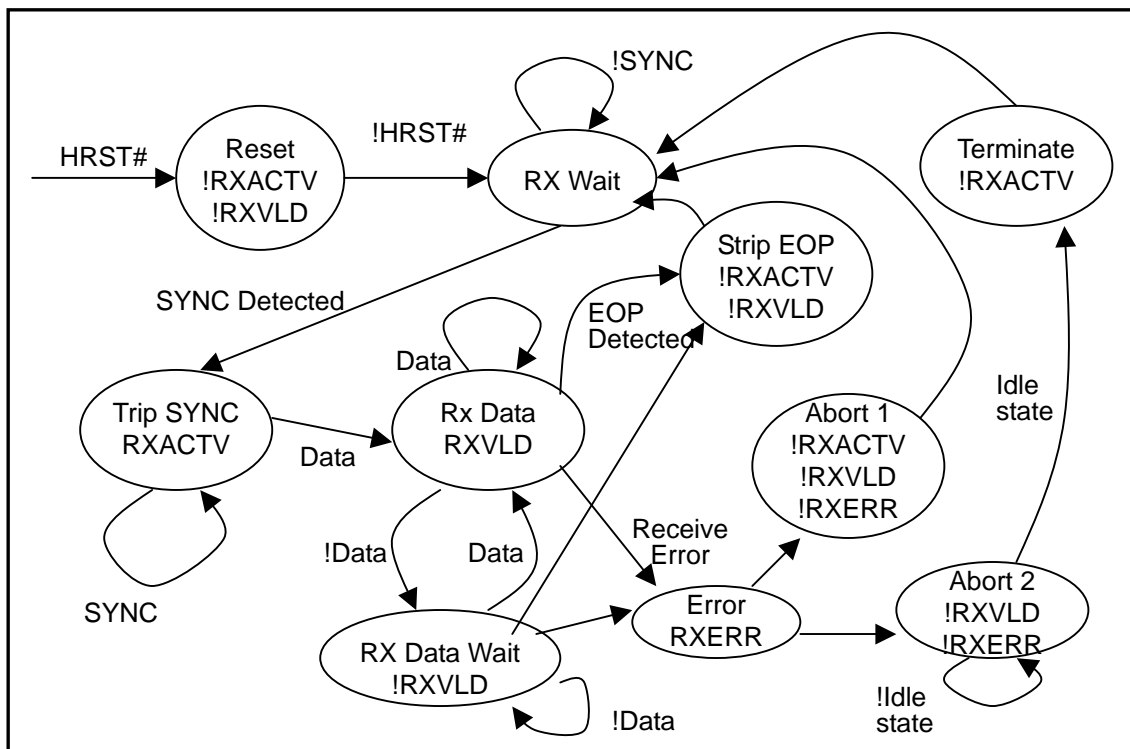 !SYNC
HRST#
Reset
!RXACTV
!RXVLD
!HRST#
RX Wait
Terminate
!RXACTV
Strip EOP
!RXACTV
!RXVLD
SYNC Detected
EOP
Detected
Data
Trip SYNC
RXACTV
Data
Rx Data
RXVLD
Idle
state
Abort 1
!RXACTV
!RXVLD
!RXERR
!Data
Data
Receive
Error
SYNC
Error
RXERR
Abort 2
!RXVLD
!RXERR
RX Data Wait
!RXVLD
!Data
!Idle
state